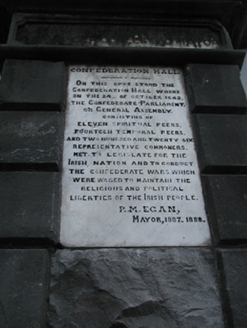 CONFEDERATION HALL.
ON THIS SPOT STOOD THE
CONFEDERATION HALL WHERE
ON THE 24TH OF OCTOBER 1642.
THE CONFEDERATE PARLIAMENT.
OR GENERAL ASSEMBLY.
CONSISTING OF
ELEVEN SPIRITUAL PEERS,
FOURTEEN TEMPORAL PEERS,
AND TWO HUNDRED AND TWENTY SIX
REPRESENTATIVE COMMONERS,
MET TO LEGISLATE FOR THE
IRISH NATION AND TO CONDUCT
THE CONFEDERATE WARS WHICH
WERE WAGED TO MAINTAIN THE
RELIGIOUS AND POLITICAL
LIBERTIES OF THE IRISH PEOPLE.
P.M. EGAN,
MAYOR, 1887. 1888.